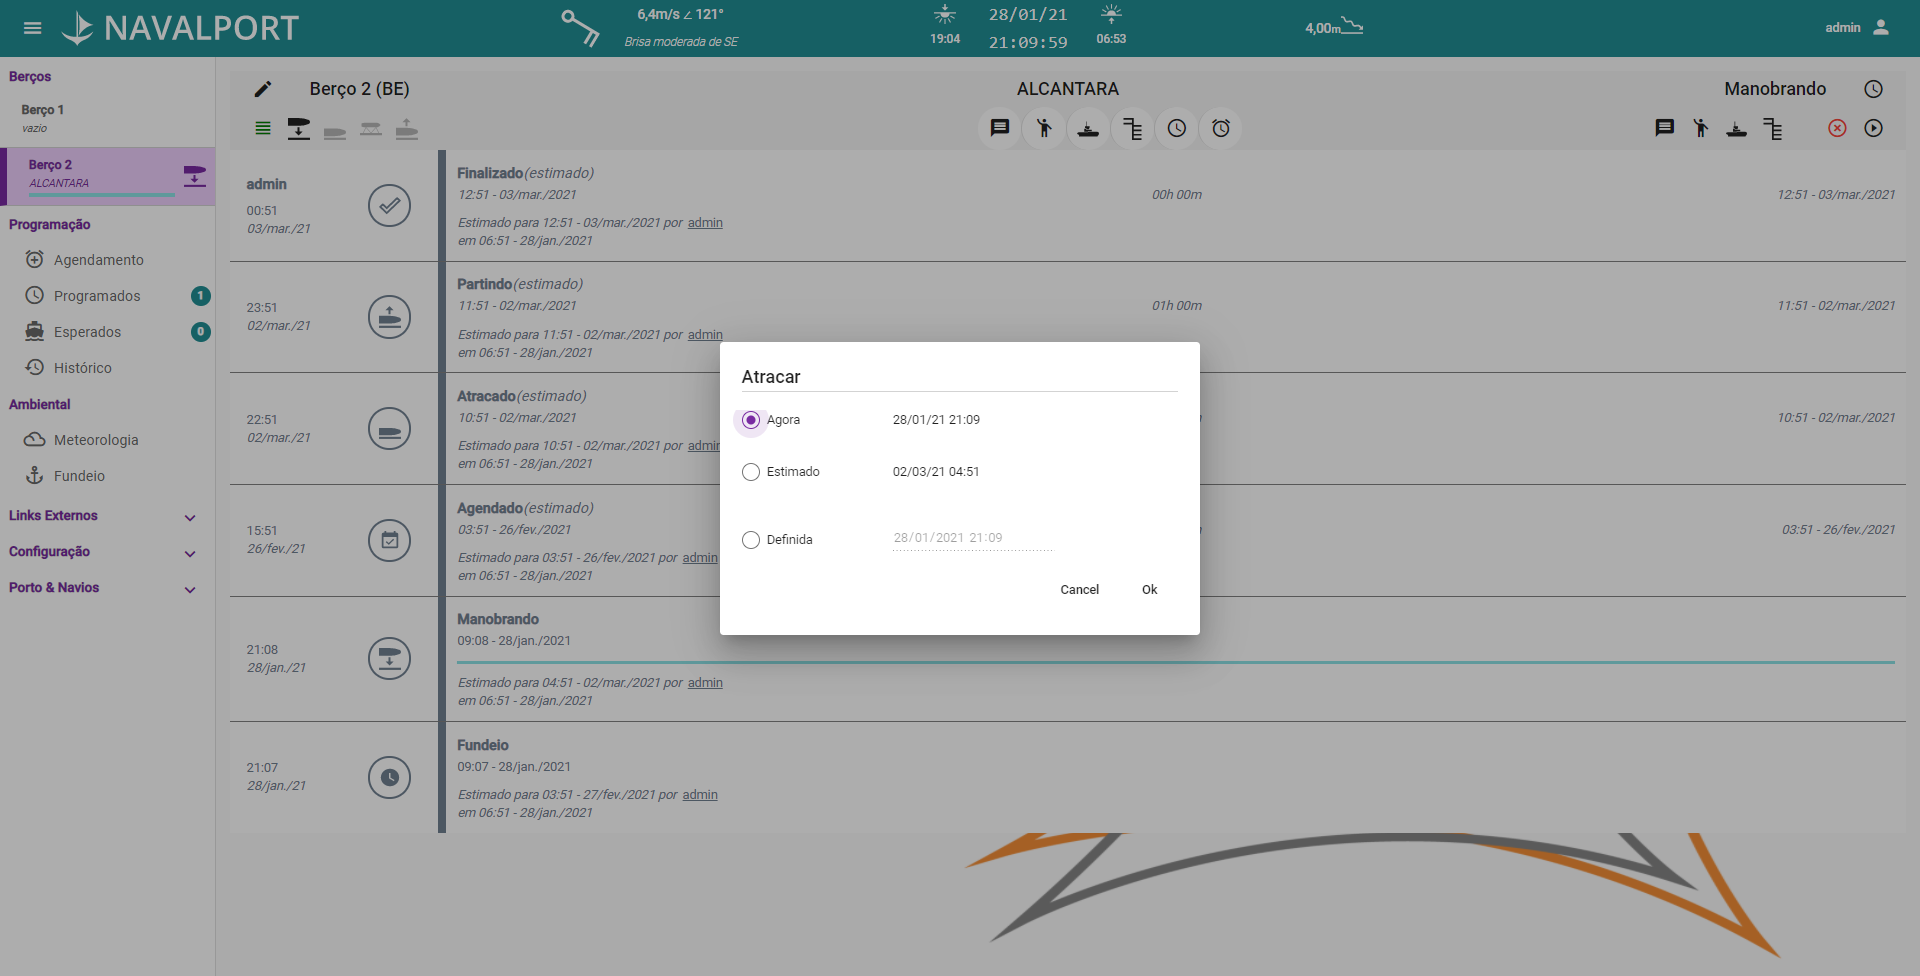 NAVALPORT
6,4m/s ∠ 121°
Brisa moderada de SE
19:04
28/01/21
21:09:59
06:53
4,00m
admin
Berços
Berço 1
vazio
Berço 2
ALCANTARA
Programação
Agendamento
Programados 1
Esperados 0
Histórico
Ambiental
Meteorologia
Fundeio
Links Externos
Configuração
Porto & Navios
Berço 2 (BE)
ALCANTARA
Manobrando
admin
00:51
03/mar./21
Finalizado(estimado)
12:51 - 03/mar./2021 00h 00m 12:51 - 03/mar./2021
Estimado para 12:51 - 03/mar./2021 por admin
em 06:51 - 28/jan./2021
23:51
02/mar./21
Partindo(estimado)
11:51 - 02/mar./2021 01h 00m 11:51 - 02/mar./2021
Estimado para 11:51 - 02/mar./2021 por admin
em 06:51 - 28/jan./2021
22:51
02/mar./21
Atracado(estimado)
10:51 - 02/mar./2021 10:51 - 02/mar./2021
Estimado para 10:51 - 02/mar./2021 por admin
em 06:51 - 28/jan./2021
15:51
26/fev./21
Agendado(estimado)
03:51 - 26/fev./2021 03:51 - 26/fev./2021
Estimado para 03:51 - 26/fev./2021 por admin
em 06:51 - 28/jan./2021
21:08
28/jan./21
Manobrando
09:08 - 28/jan./2021
Estimado para 04:51 - 02/mar./2021 por admin
em 06:51 - 28/jan./2021
21:07
28/jan./21
Fundeio
09:07 - 28/jan./2021
Estimado para 03:51 - 27/fev./2021 por admin
em 06:51 - 28/jan./2021
Atracar
Agora 28/01/21 21:09
Estimado 02/03/21 04:51
Definida 28/01/2021 21:09
Cancel Ok